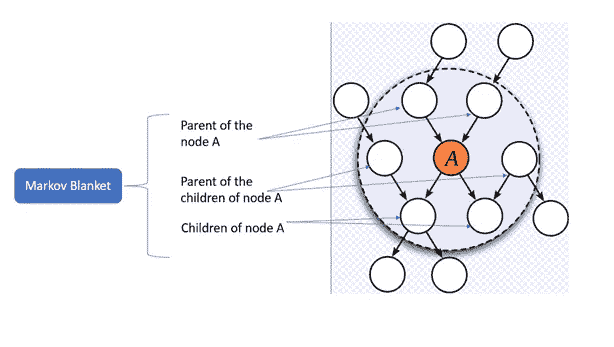 Parent of the
node A
Markov Blanket
Parent of the
children of node A
Children of node A
A